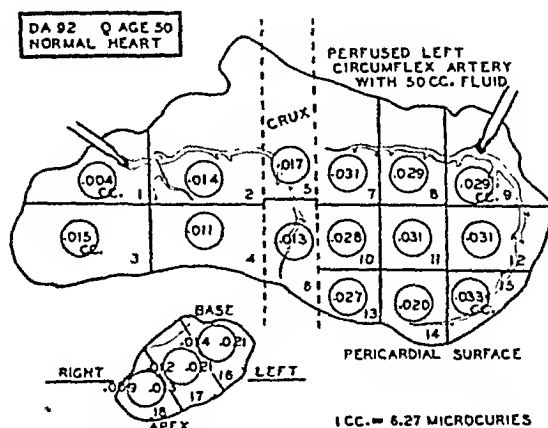 DA 92 Q AGE 50
NORMAL HEART
PERFUSED LEFT
CIRCUMFLEX ARTERY
WITH 50 CC. FLUID
CRUX
.004 CC. 1
.014 2
.017 5
.031 7
.029 8
.029 CC. 9
.015 CC. 3
.011 4
.013 6
.028 10
.031 11
.031 12
.027 13
.020 14
.033 CC. 15
BASE
.014 .021
.012 .021 16
RIGHT LEFT
.009 .013 17
18
APEX
PERICARDIAL SURFACE
1 CC. = 6.27 MICROCURIES